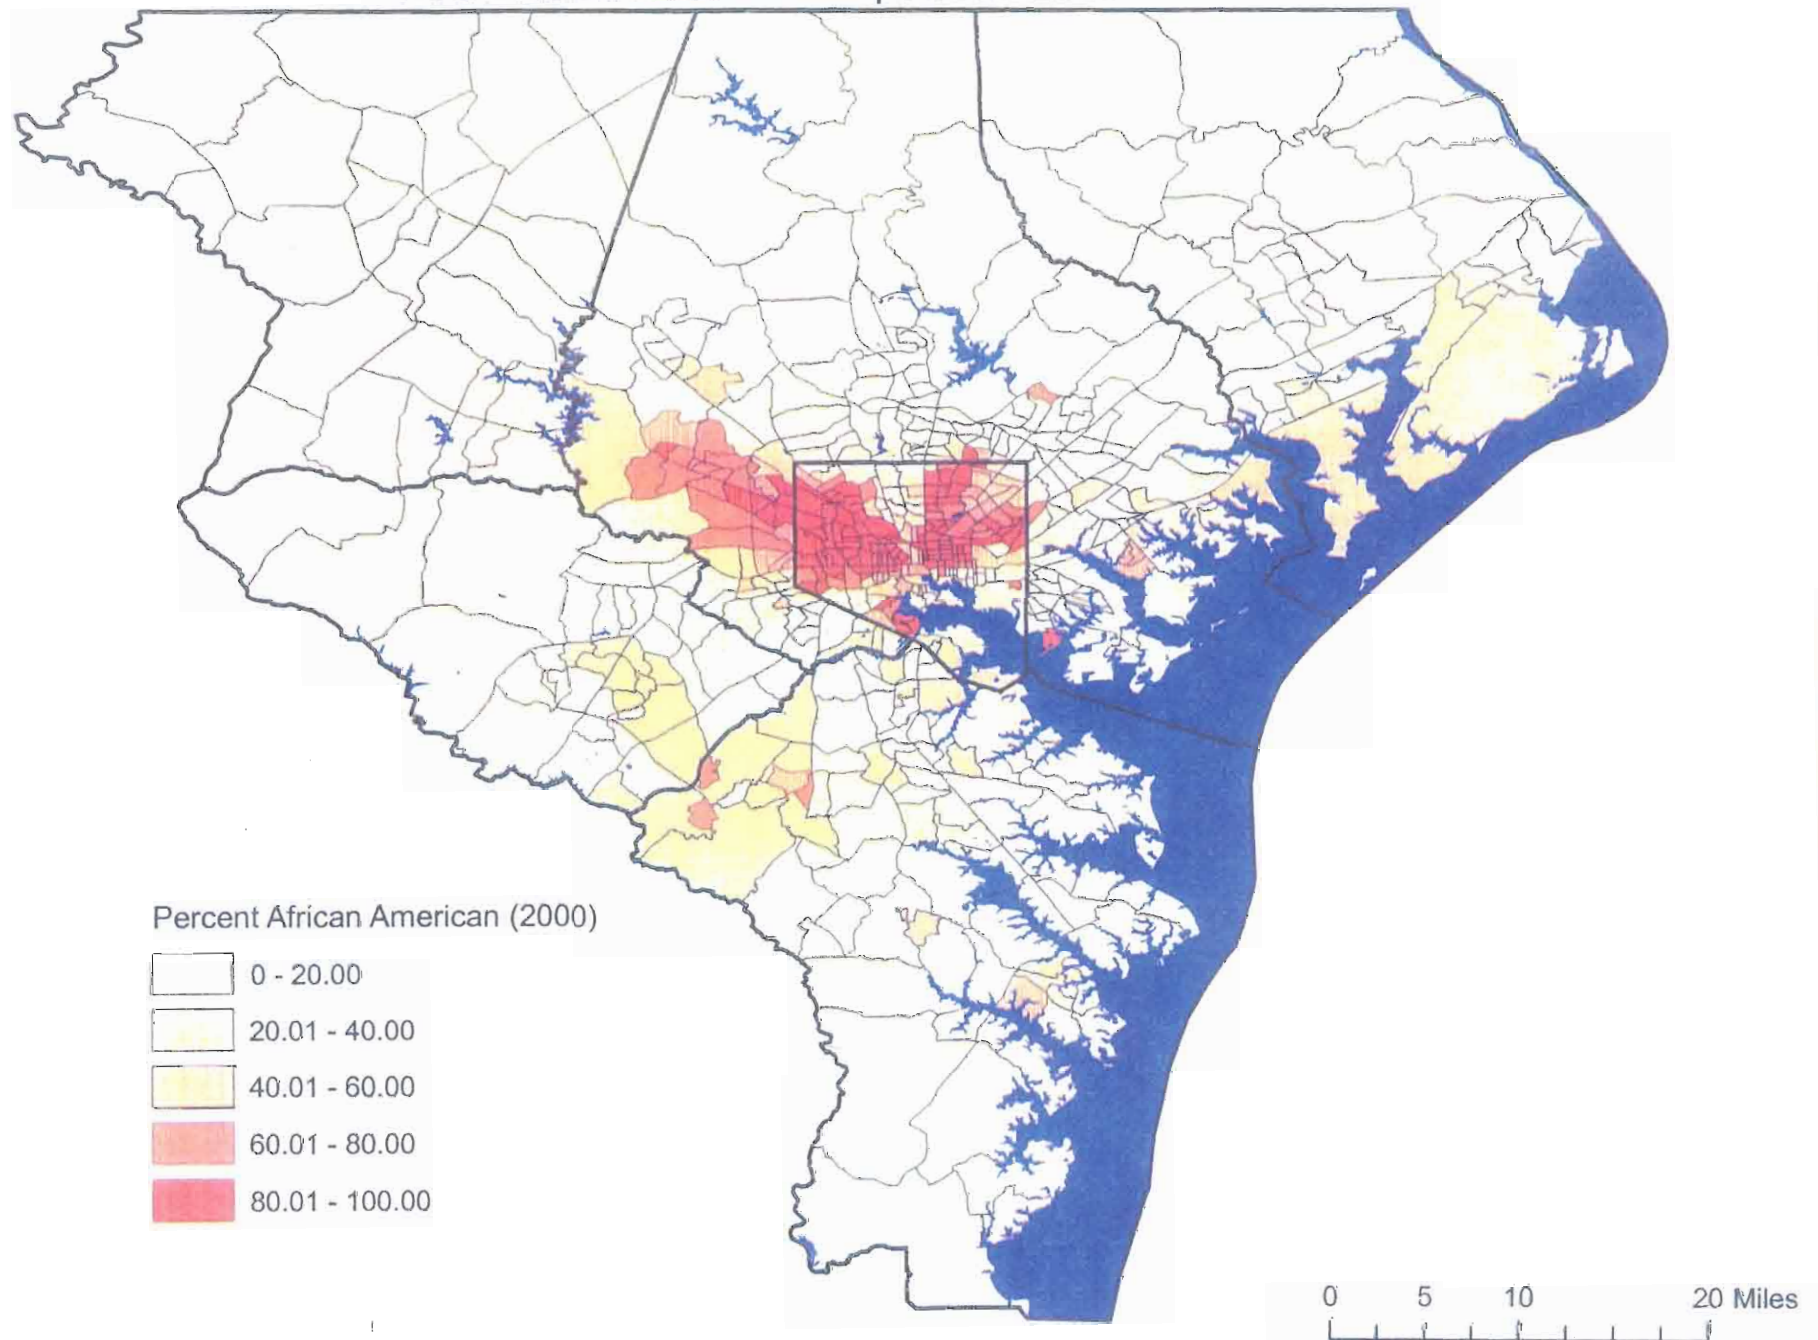 Percent African American (2000)
0 - 20.00
20.01 - 40.00
40.01 - 60.00
60.01 - 80.00
80.01 - 100.00
0 5 10 20 Miles